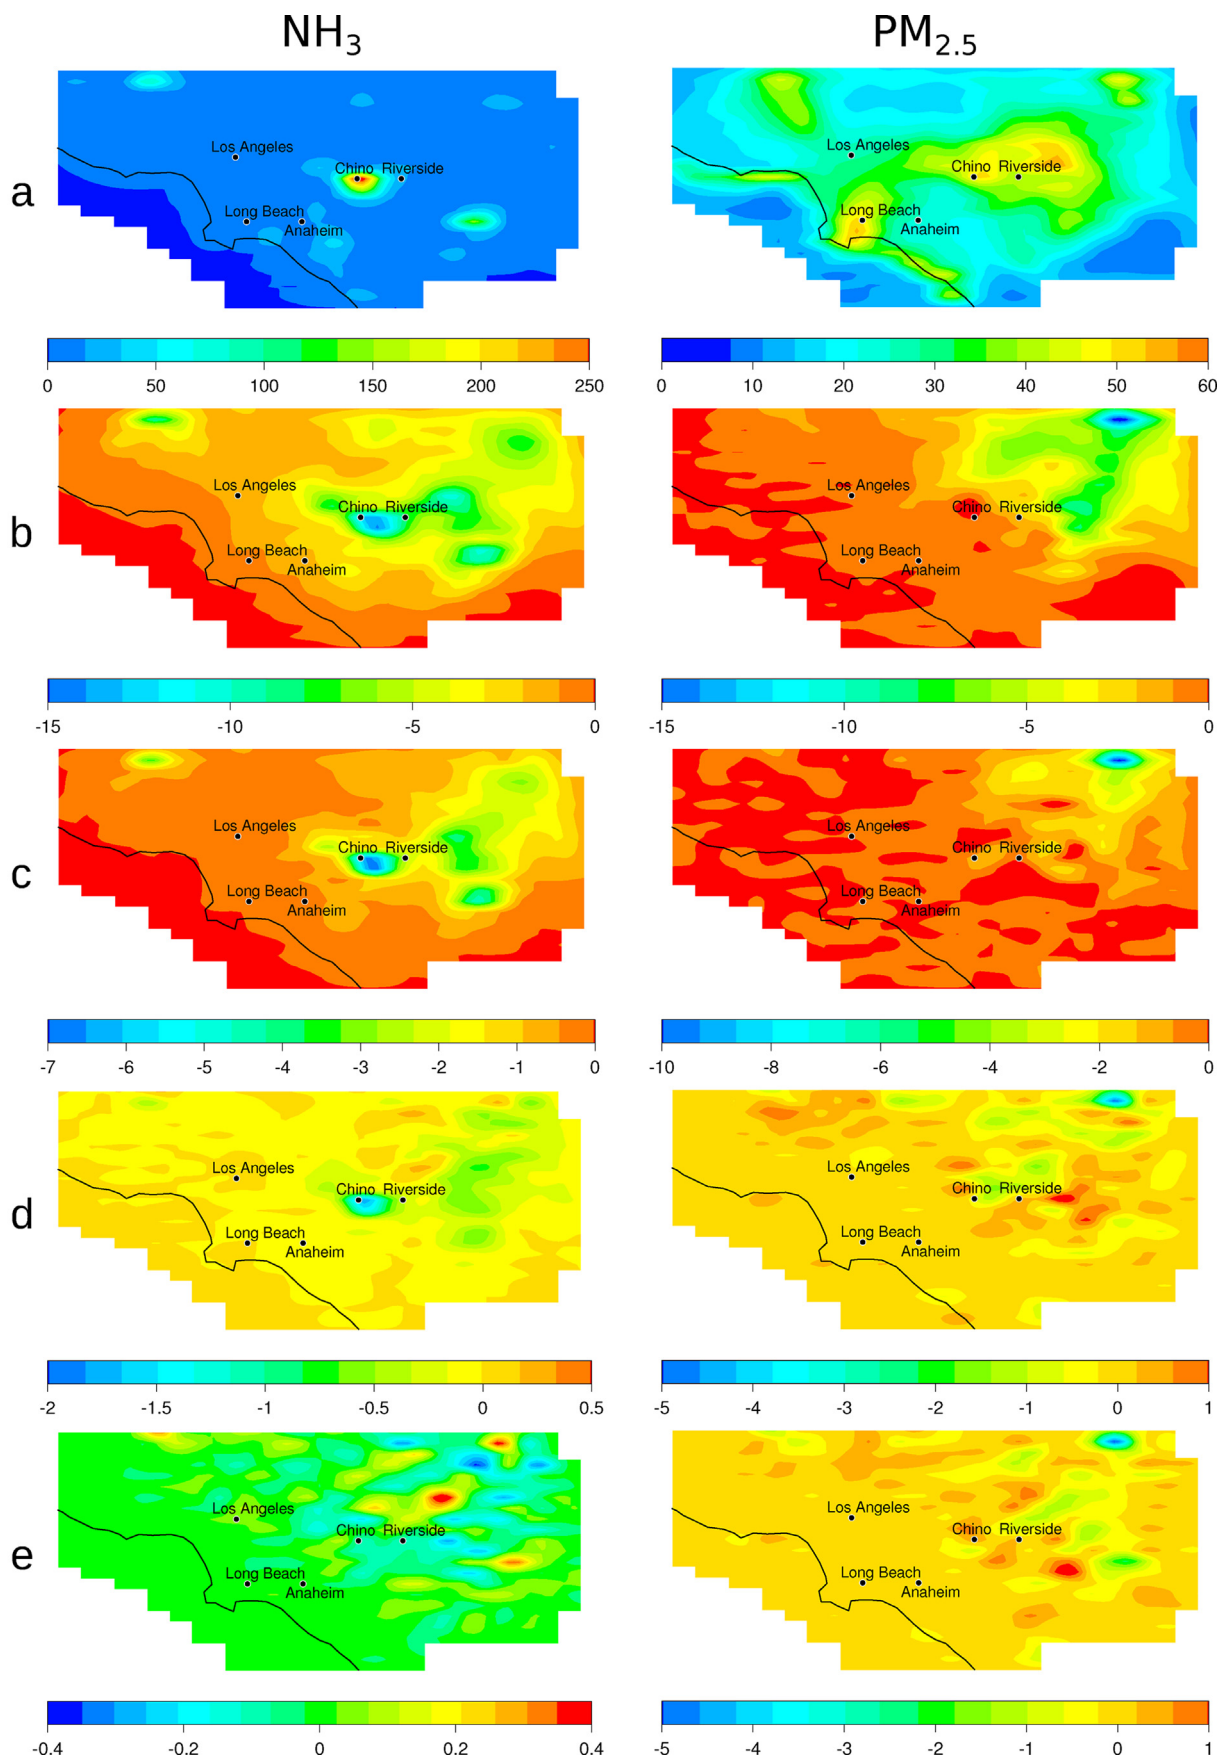 NH3 PM2.5
a
Los Angeles
Chino Riverside
Long Beach
Anaheim
Los Angeles
Chino Riverside
Long Beach
Anaheim
0 50 100 150 200 250
0 10 20 30 40 50 60
b
Los Angeles
Chino Riverside
Long Beach
Anaheim
Los Angeles
Chino Riverside
Long Beach
Anaheim
-15 -10 -5 0
-15 -10 -5 0
c
Los Angeles
Chino Riverside
Long Beach
Anaheim
Los Angeles
Chino Riverside
Long Beach
Anaheim
-7 -6 -5 -4 -3 -2 -1 0
-10 -8 -6 -4 -2 0
d
Los Angeles
Chino Riverside
Long Beach
Anaheim
Los Angeles
Chino Riverside
Long Beach
Anaheim
-2 -1.5 -1 -0.5 0 0.5
-5 -4 -3 -2 -1 0 1
e
Los Angeles
Chino Riverside
Long Beach
Anaheim
Los Angeles
Chino Riverside
Long Beach
Anaheim
-0.4 -0.2 0 0.2 0.4
-5 -4 -3 -2 -1 0 1